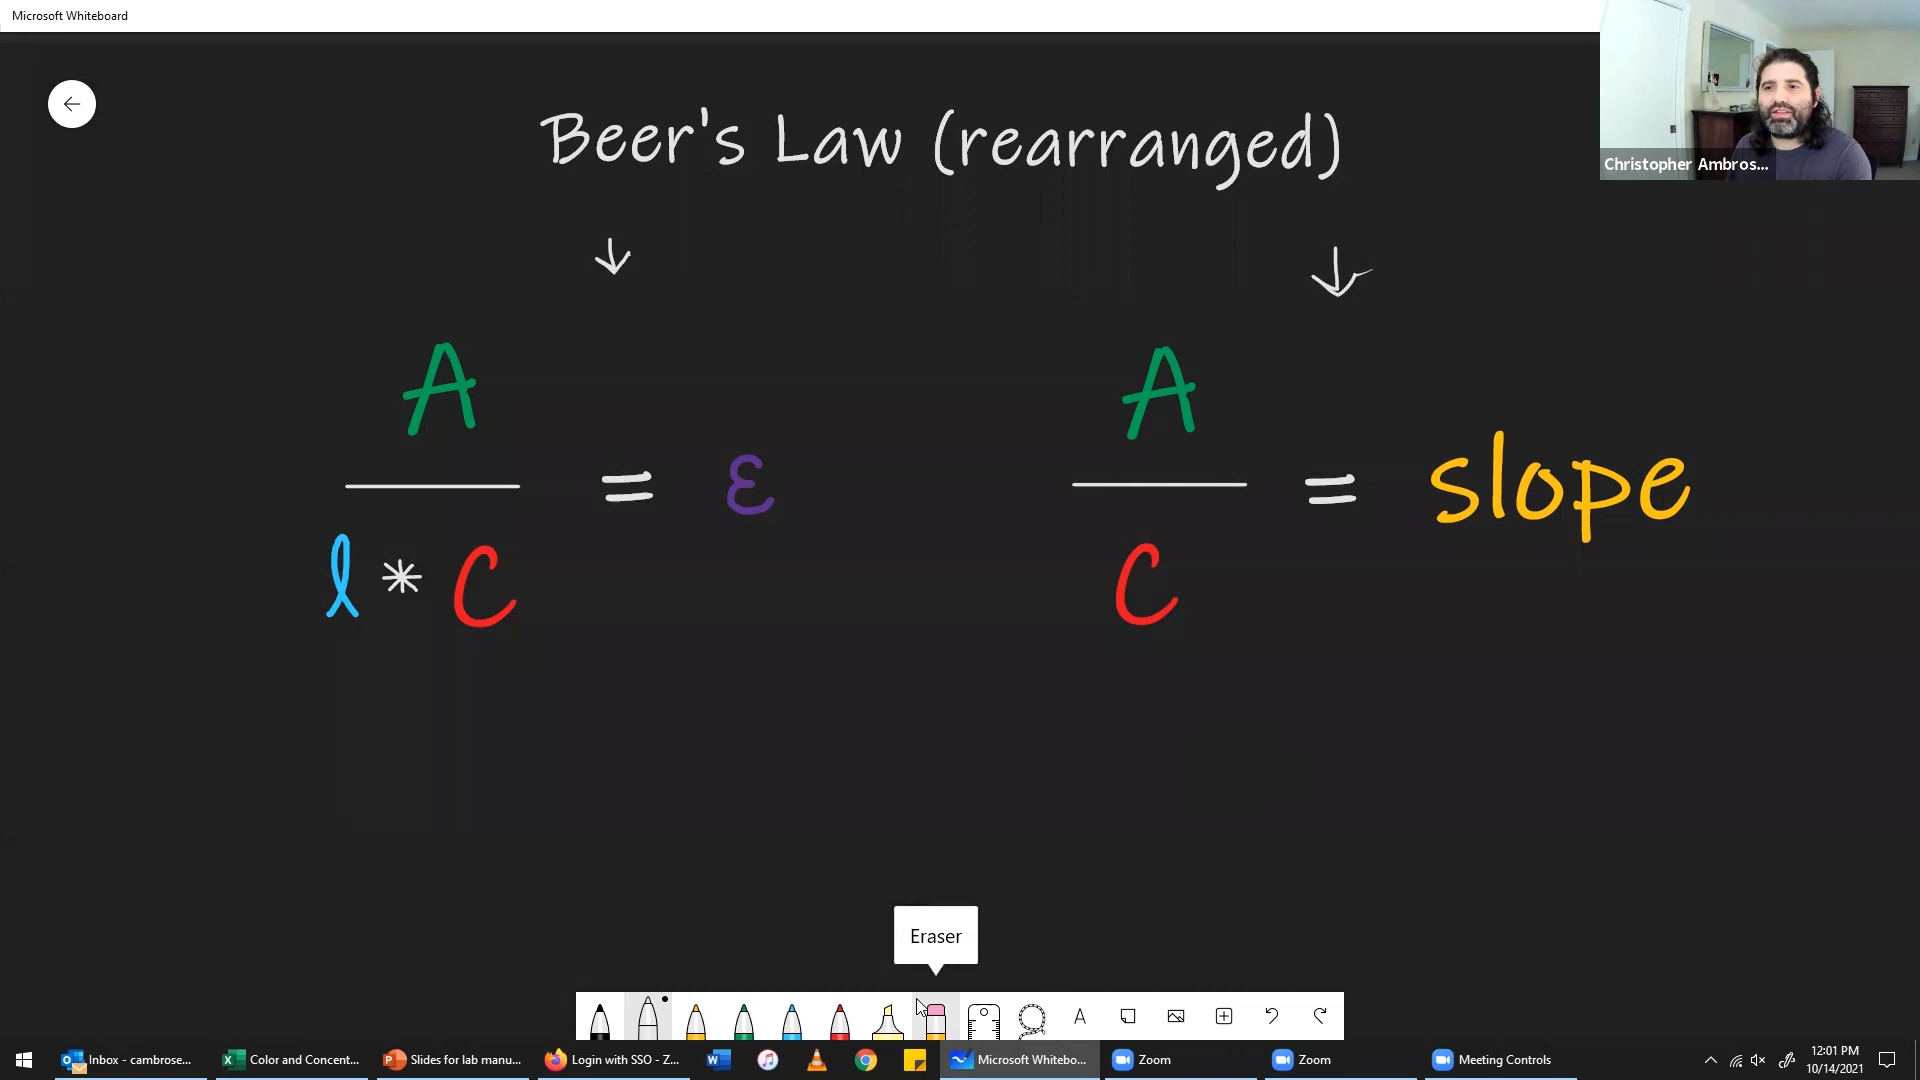 Microsoft Whiteboard
Christopher Ambros...
Beer's Law (rearranged)
A
l * C
= ε
A
C
= slope
Eraser
A
Inbox - cambrose...
Color and Concent...
Slides for lab manu...
Login with SSO - Z...
Microsoft Whitebo...
Zoom
Zoom
Meeting Controls
12:01 PM
10/14/2021